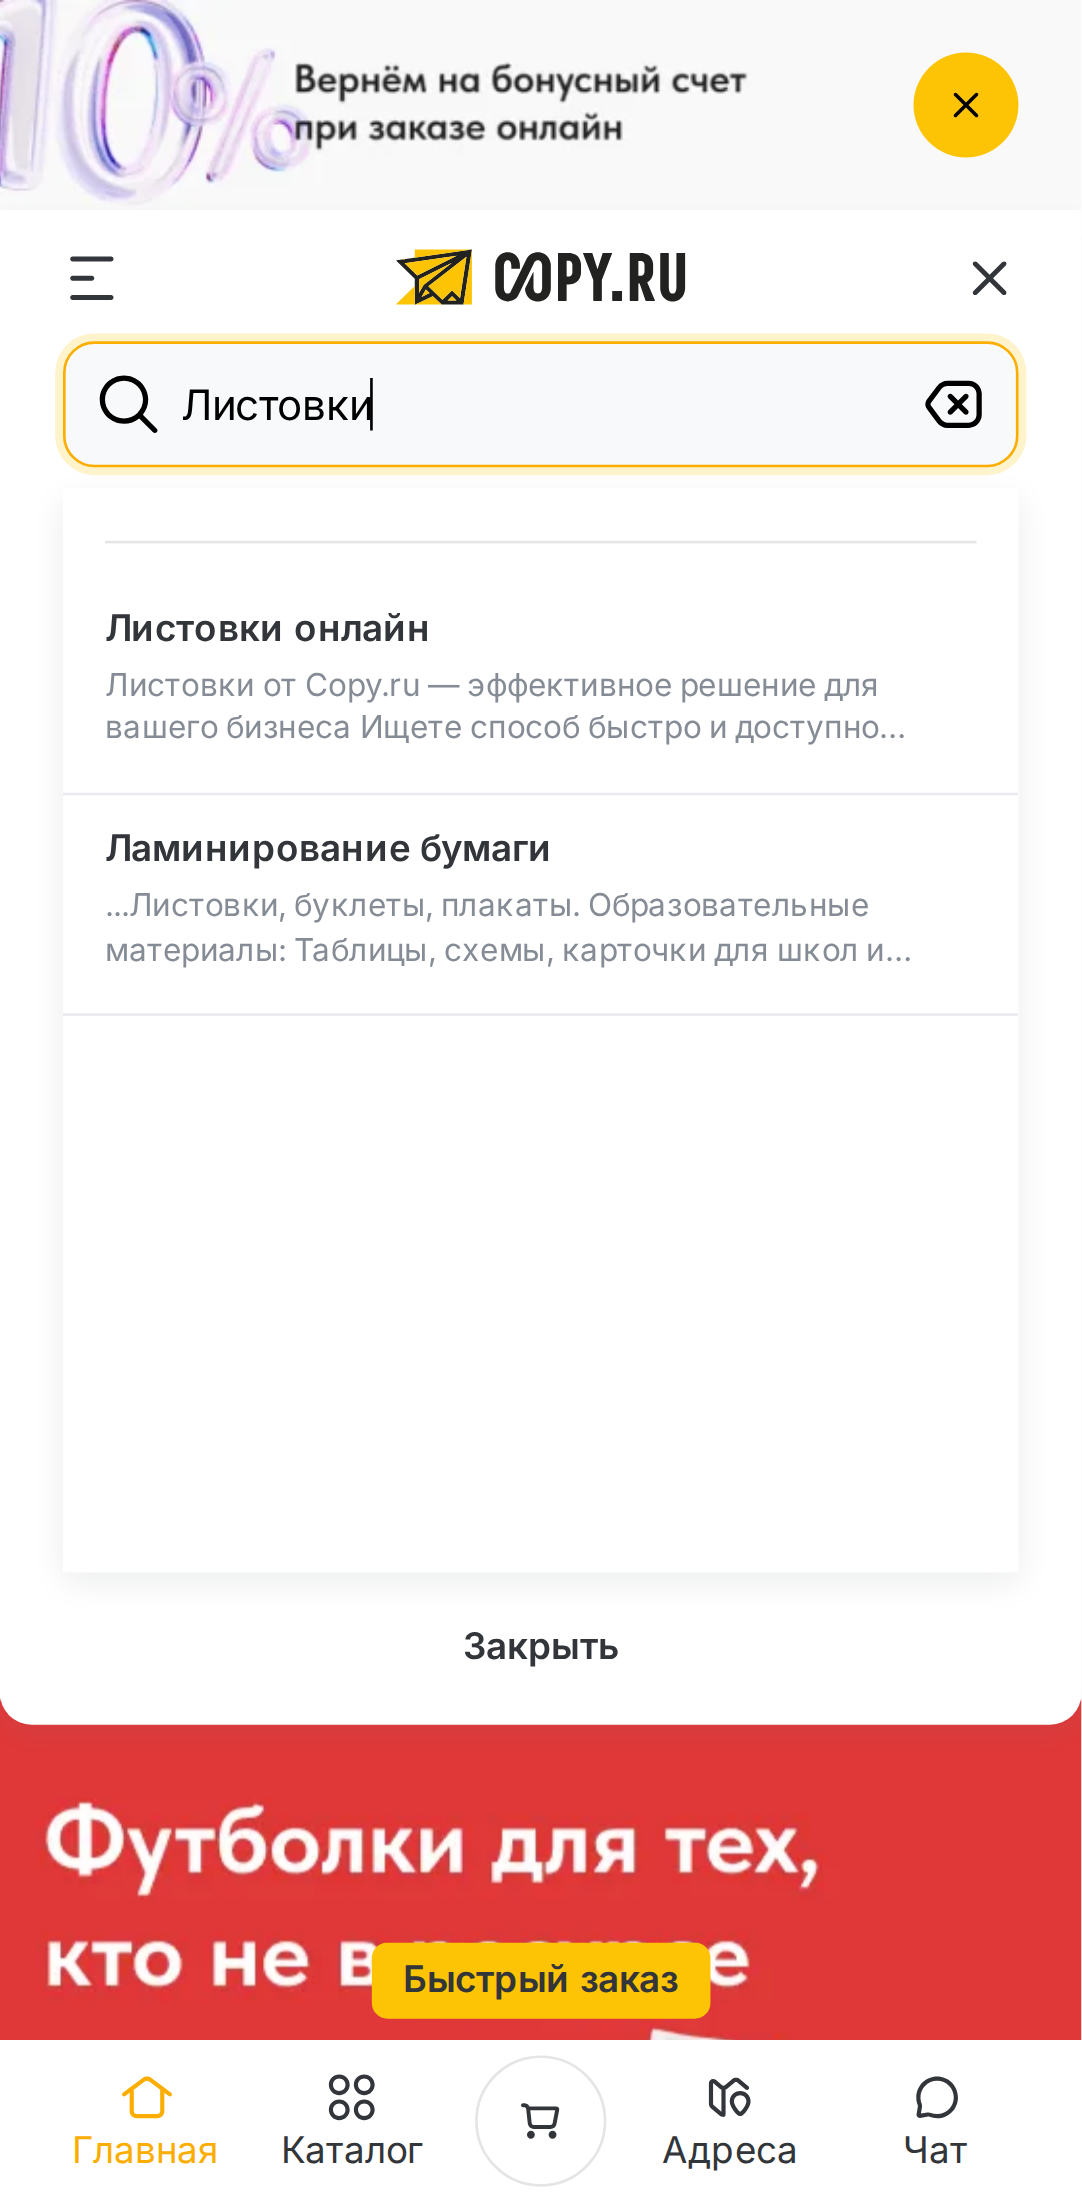 10%
Вернём на бонусный счет
при заказе онлайн
COPY.RU
Листовки
Листовки онлайн
Листовки от Copy.ru — эффективное решение для
вашего бизнеса Ищете способ быстро и доступно...
Ламинирование бумаги
...Листовки, буклеты, плакаты. Образовательные
материалы: Таблицы, схемы, карточки для школ и...
Закрыть
Футболки для тех,
кто не в
Быстрый заказ
Главная
Каталог
Адреса
Чат